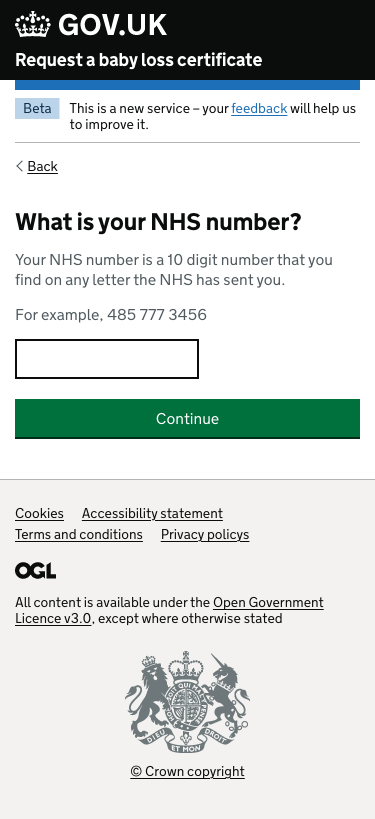 GOV.UK
Request a baby loss certificate
Beta
This is a new service – your feedback will help us
to improve it.
Back
What is your NHS number?
Your NHS number is a 10 digit number that you
find on any letter the NHS has sent you.
For example, 485 777 3456
Continue
Cookies Accessibility statement
Terms and conditions Privacy policys
OGL
All content is available under the Open Government
Licence v3.0, except where otherwise stated
DIEU ET MON DROIT
© Crown copyright